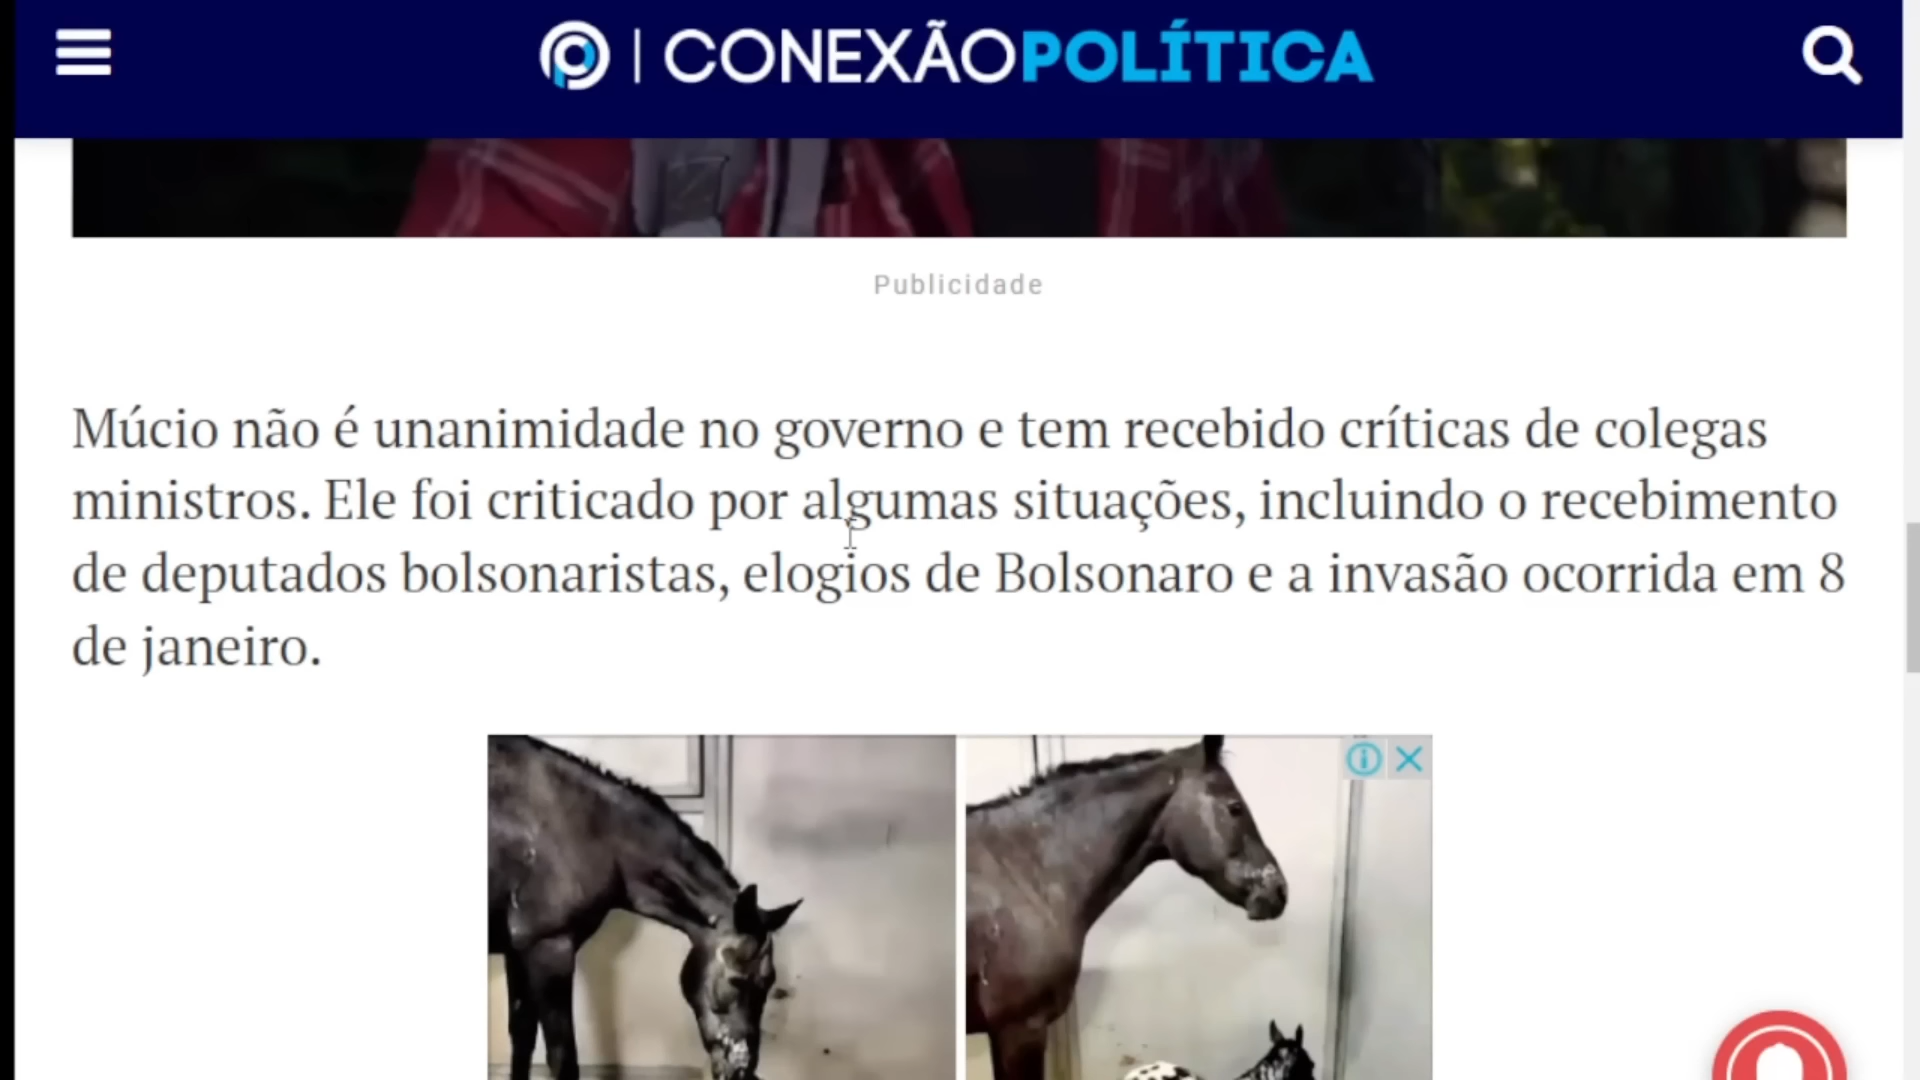 CONEXÃOPOLÍTICA
Publicidade
Múcio não é unanimidade no governo e tem recebido críticas de colegas
ministros. Ele foi criticado por algumas situações, incluindo o recebimento
de deputados bolsonaristas, elogios de Bolsonaro e a invasão ocorrida em 8
de janeiro.